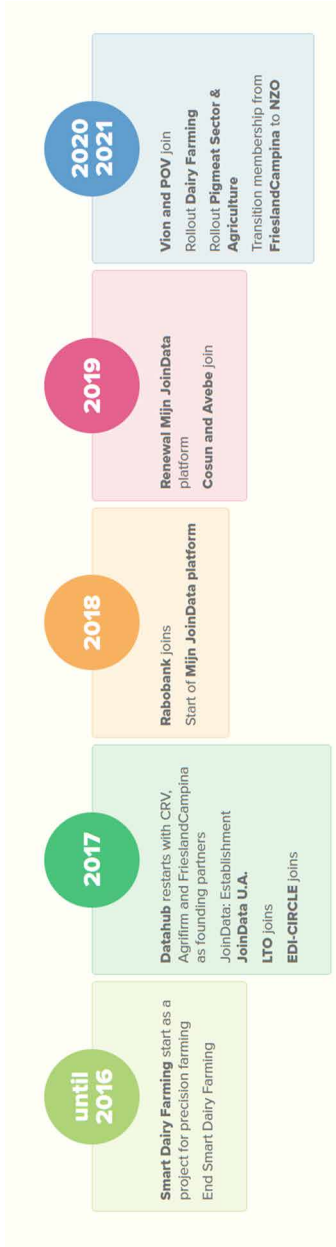 until
2016
Smart Dairy Farming start as a
project for precision farming
End Smart Dairy Farming
2017
Datahub restarts with CRV,
Agrifirm and FrieslandCampina
as founding partners
JoinData: Establishment
JoinData U.A.
LTO joins
EDI-CIRCLE joins
2018
Rabobank joins
Start of Mijn JoinData platform
2019
Renewal Mijn JoinData
platform
Cosun and Avebe join
2020
2021
Vion and POV join
Rollout Dairy Farming
Rollout Pigmeat Sector &
Agriculture
Transition membership from
FrieslandCampina to NZO